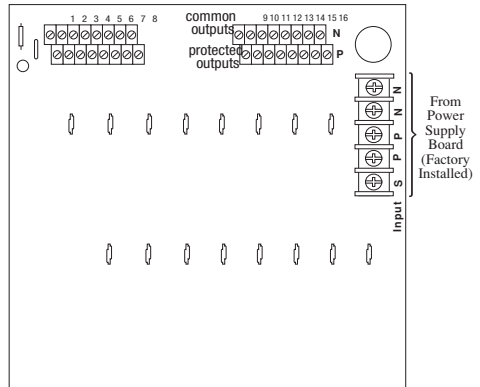 1 2 3 4 5 6 7 8
common outputs
9 10 11 12 13 14 15 16
N
protected outputs
P
N
N
P
P
S
Input
From
Power
Supply
Board
(Factory
Installed)